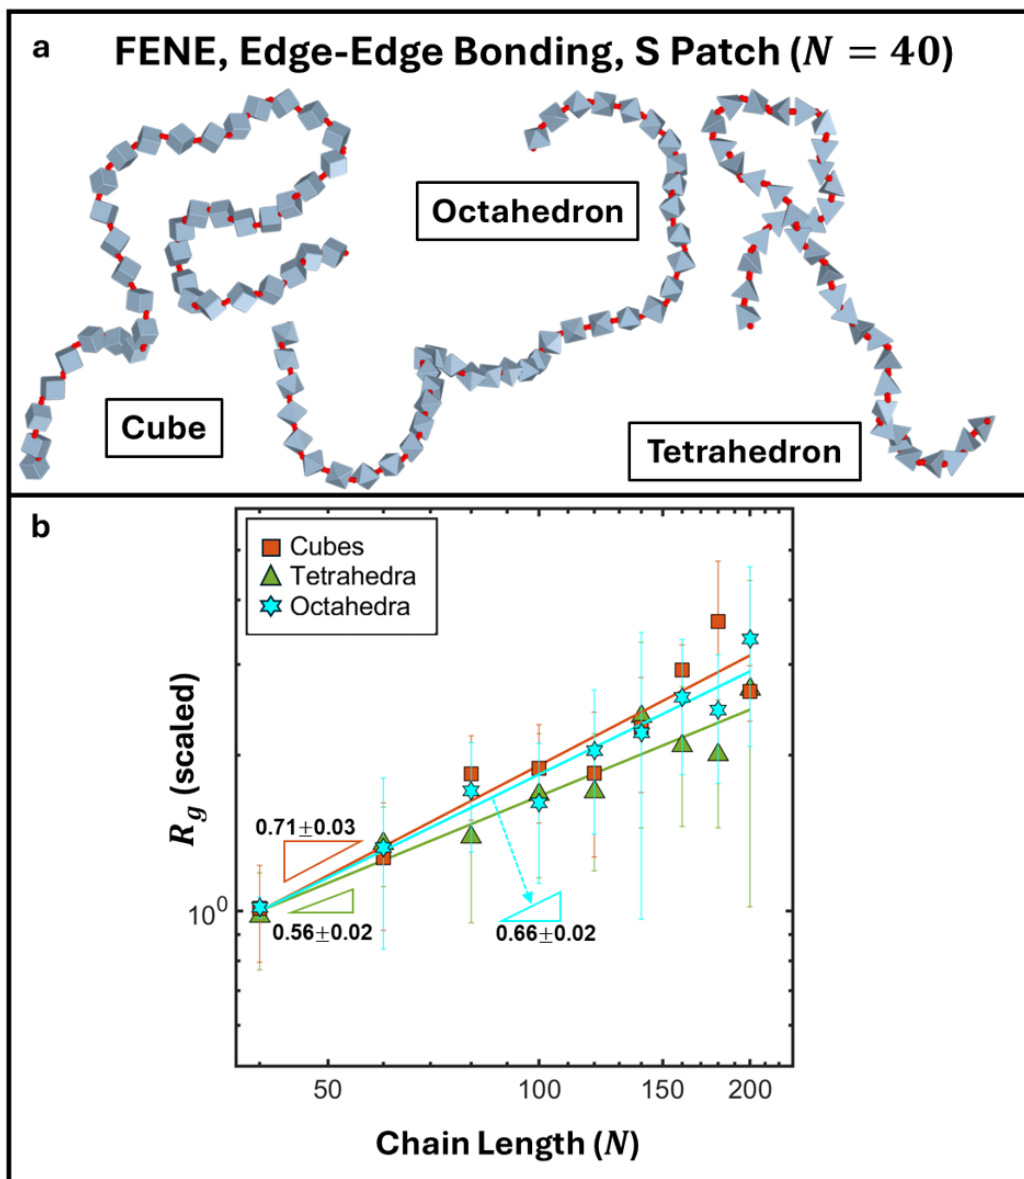 a
FENE, Edge-Edge Bonding, S Patch (N = 40)
Octahedron
Cube
Tetrahedron
b
Cubes
Tetrahedra
Octahedra
R_g (scaled)
10^0
0.71±0.03
0.56±0.02
0.66±0.02
50 100 150 200
Chain Length (N)